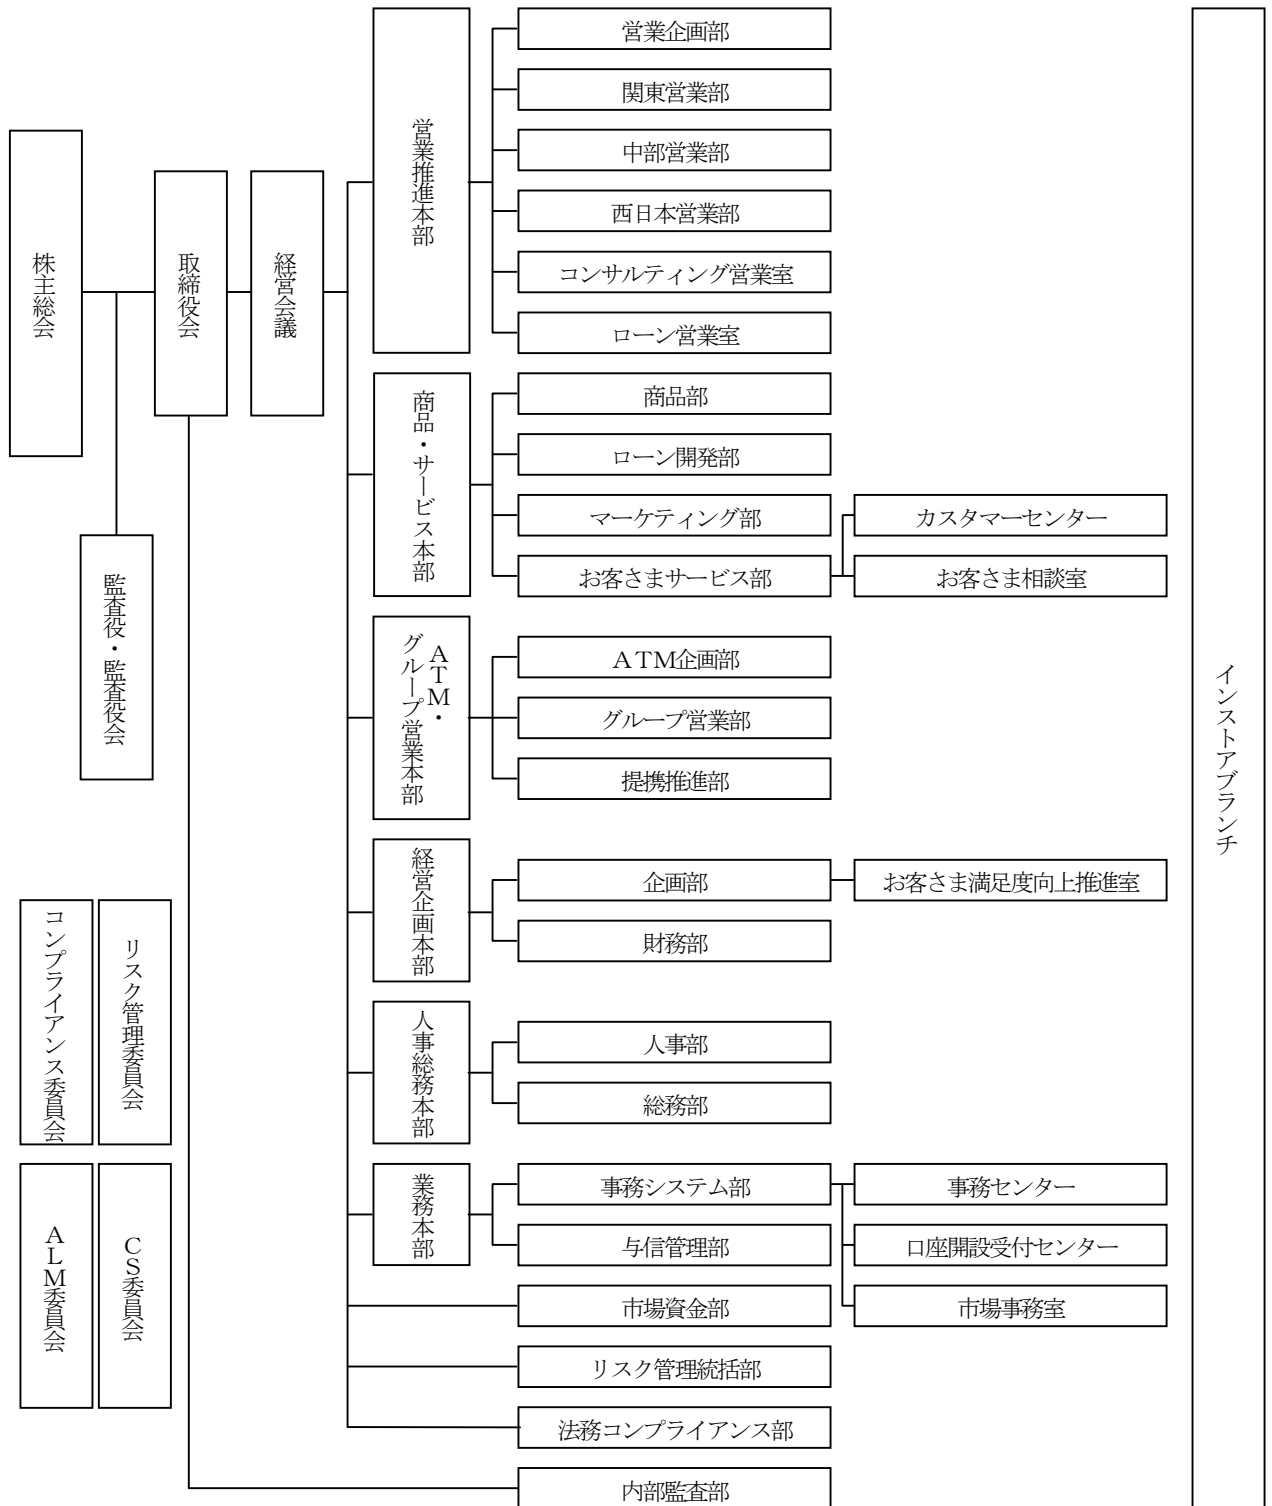 株主総会
監査役・監査役会
取締役会
経営会議
コンプライアンス委員会
リスク管理委員会
ＡＬＭ委員会
ＣＳ委員会
営業推進本部
営業企画部
関東営業部
中部営業部
西日本営業部
コンサルティング営業室
ローン営業室
商品・サービス本部
商品部
ローン開発部
マーケティング部
お客さまサービス部
カスタマーセンター
お客さま相談室
ＡＴＭ・
グループ営業本部
ＡＴＭ企画部
グループ営業部
提携推進部
経営企画本部
企画部
お客さま満足度向上推進室
財務部
人事総務本部
人事部
総務部
業務本部
事務システム部
事務センター
与信管理部
口座開設受付センター
市場資金部
市場事務室
リスク管理統括部
法務コンプライアンス部
内部監査部
インストアブランチ